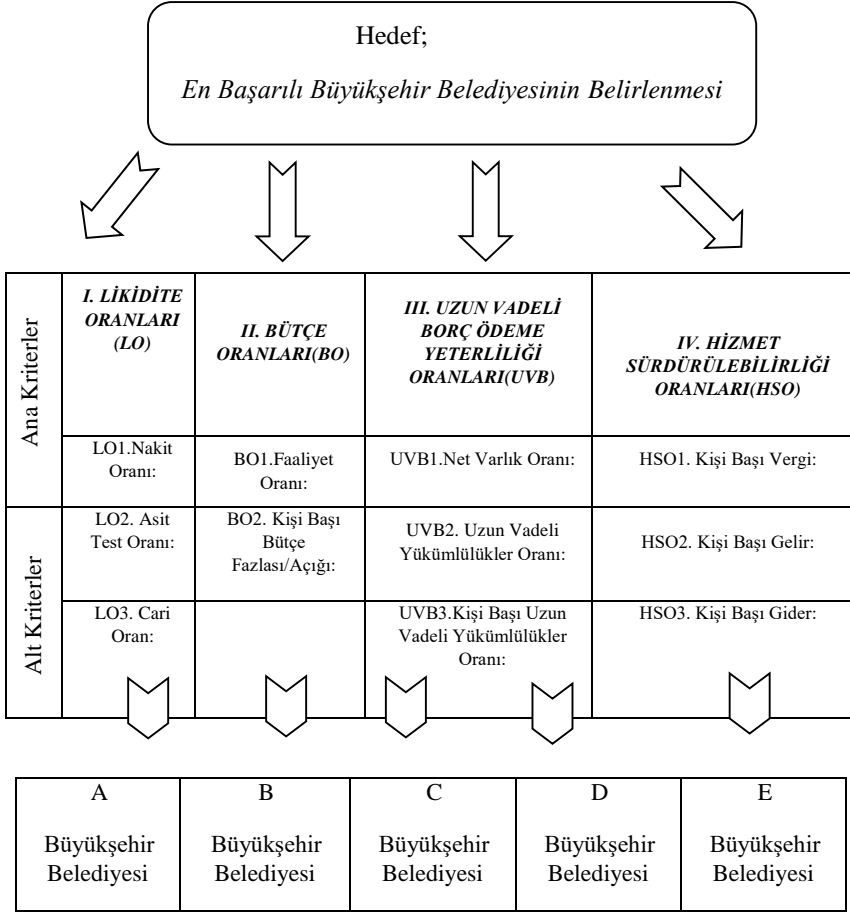 Hedef;
En Başarılı Büyükşehir Belediyesinin Belirlenmesi
Ana Kriterler
I. LİKİDİTE
ORANLARI
(LO)
II. BÜTÇE
ORANLARI(BO)
III. UZUN VADELİ
BORÇ ÖDEME
YETERLİLİĞİ
ORANLARI(UVB)
IV. HİZMET
SÜRDÜRÜLEBİLİRLİĞİ
ORANLARI(HSO)
LO1.Nakit
Oranı:
BO1.Faaliyet
Oranı:
UVB1.Net Varlık Oranı:
HSO1. Kişi Başı Vergi:
Alt Kriterler
LO2. Asit
Test Oranı:
BO2. Kişi Başı
Bütçe
Fazlası/Açığı:
UVB2. Uzun Vadeli
Yükümlülükler Oranı:
HSO2. Kişi Başı Gelir:
LO3. Cari
Oran:
UVB3.Kişi Başı Uzun
Vadeli Yükümlülükler
Oranı:
HSO3. Kişi Başı Gider:
A
Büyükşehir
Belediyesi
B
Büyükşehir
Belediyesi
C
Büyükşehir
Belediyesi
D
Büyükşehir
Belediyesi
E
Büyükşehir
Belediyesi